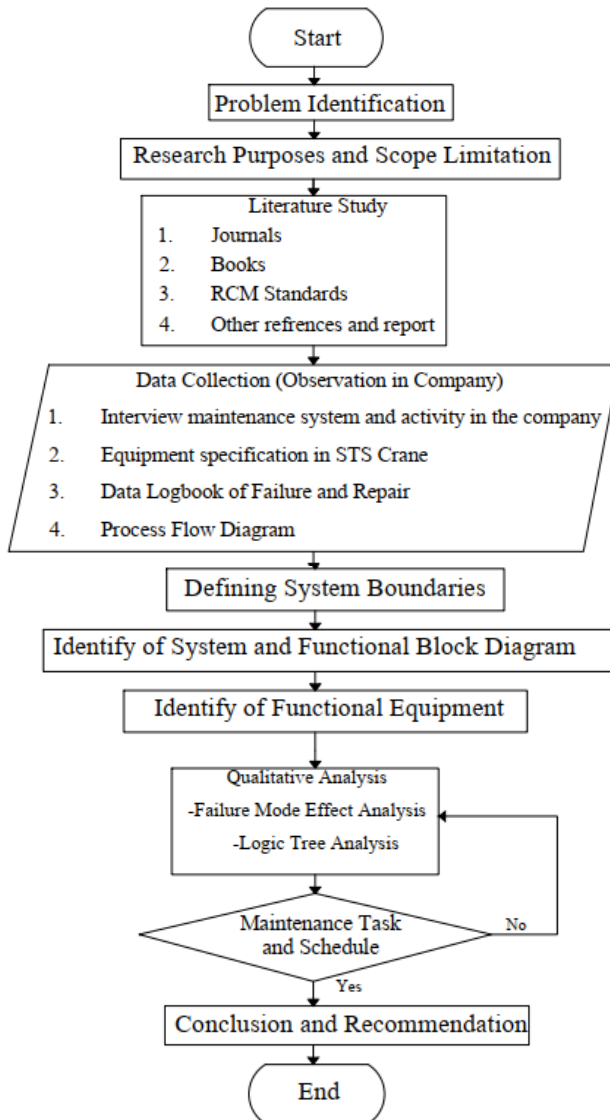 Start
Problem Identification
Research Purposes and Scope Limitation
Literature Study
1. Journals
2. Books
3. RCM Standards
4. Other refrences and report
Data Collection (Observation in Company)
1. Interview maintenance system and activity in the company
2. Equipment specification in STS Crane
3. Data Logbook of Failure and Repair
4. Process Flow Diagram
Defining System Boundaries
Identify of System and Functional Block Diagram
Identify of Functional Equipment
Qualitative Analysis
-Failure Mode Effect Analysis
-Logic Tree Analysis
Maintenance Task
and Schedule
No
Yes
Conclusion and Recommendation
End